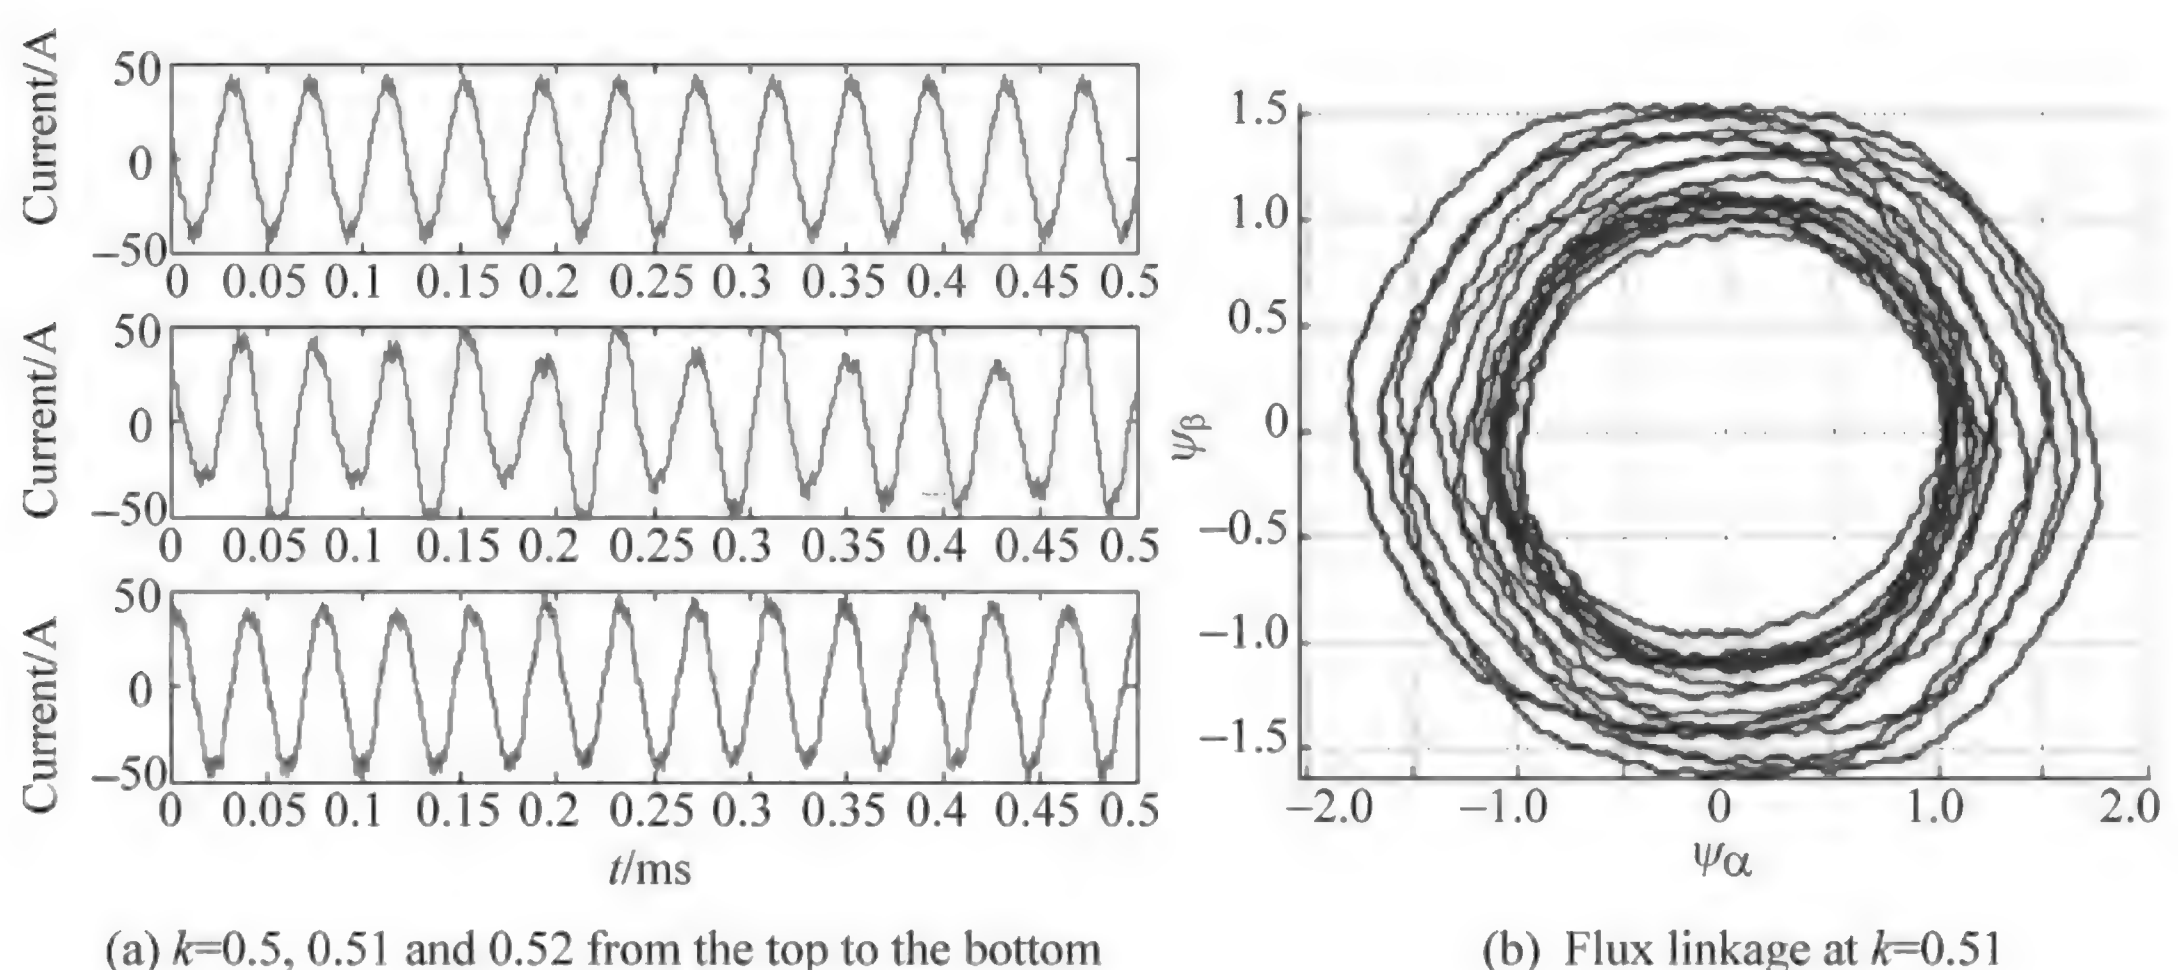 Current/A
50
0
−50
0 0.05 0.1 0.15 0.2 0.25 0.3 0.35 0.4 0.45 0.5
Current/A
50
0
−50
0 0.05 0.1 0.15 0.2 0.25 0.3 0.35 0.4 0.45 0.5
Current/A
50
0
−50
0 0.05 0.1 0.15 0.2 0.25 0.3 0.35 0.4 0.45 0.5
t/ms
(a) k=0.5, 0.51 and 0.52 from the top to the bottom
ψβ
1.5
1.0
0.5
0
−0.5
−1.0
−1.5
−2.0 −1.0 0 1.0 2.0
ψα
(b) Flux linkage at k=0.51